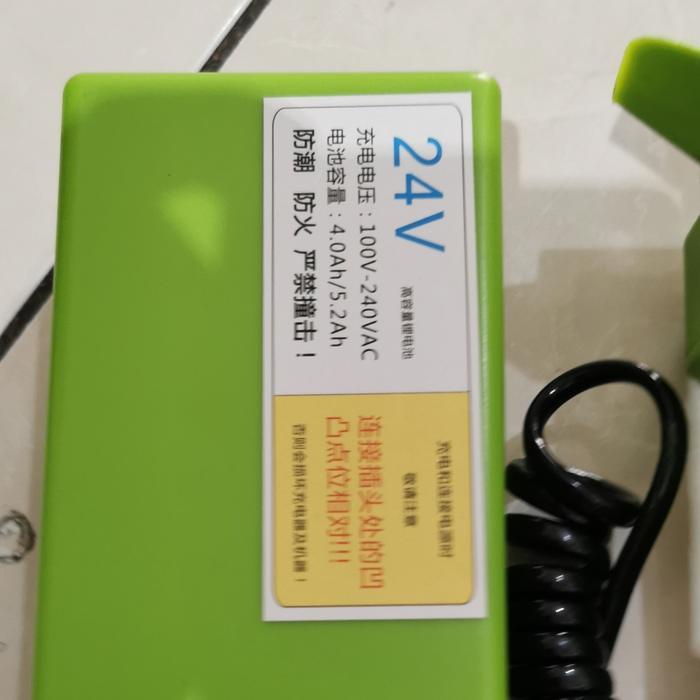 24V 高容量锂电池
充电电压：100V-240VAC
电池容量：4.0Ah/5.2Ah
防潮 防火 严禁撞击！
充电和连接电源时
敬请注意
连接插头处的凹
凸点位相对!!!
否则会损坏充电器及机器！